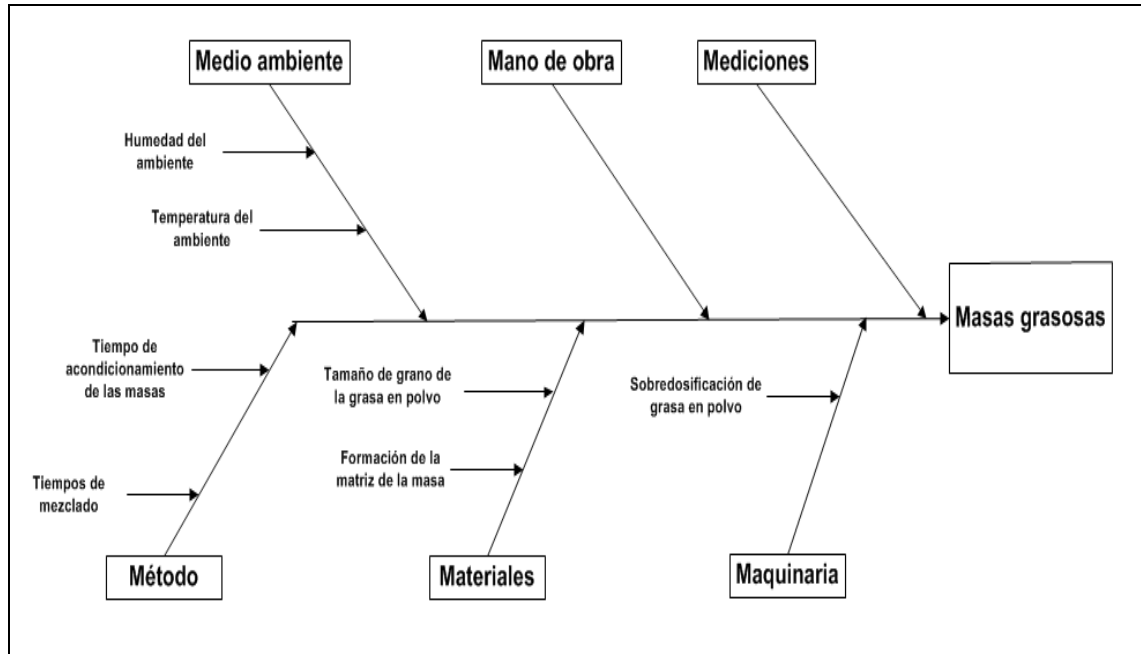 Medio ambiente
Mano de obra
Mediciones
Humedad del
ambiente
Temperatura del
ambiente
Masas grasosas
Tiempo de
acondicionamiento
de las masas
Tamaño de grano de
la grasa en polvo
Sobredosificación de
grasa en polvo
Formación de la
matriz de la masa
Tiempos de
mezclado
Método
Materiales
Maquinaria